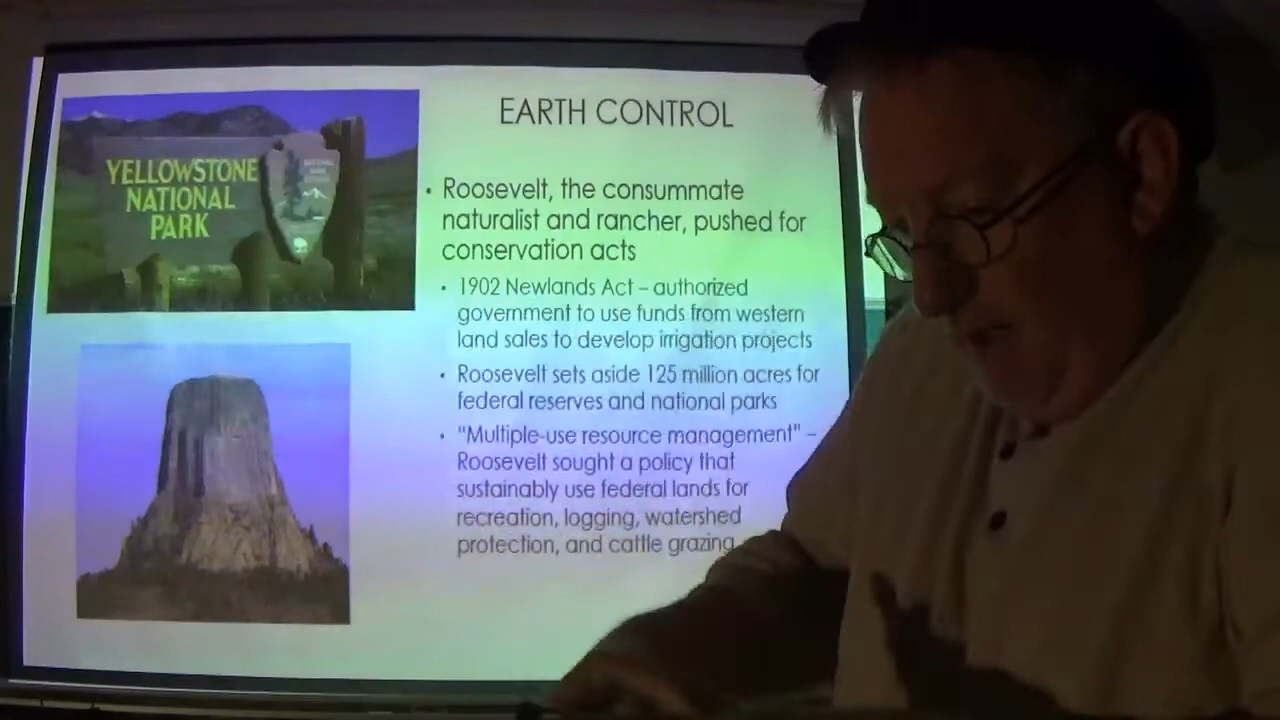 YELLOWSTONE
NATIONAL
PARK
EARTH CONTROL
• Roosevelt, the consummate
naturalist and rancher, pushed for
conservation acts
• 1902 Newlands Act – authorized
government to use funds from western
land sales to develop irrigation projects
• Roosevelt sets aside 125 million acres for
federal reserves and national parks
• "Multiple-use resource management" –
Roosevelt sought a policy that
sustainably use federal lands for
recreation, logging, watershed
protection, and cattle grazing